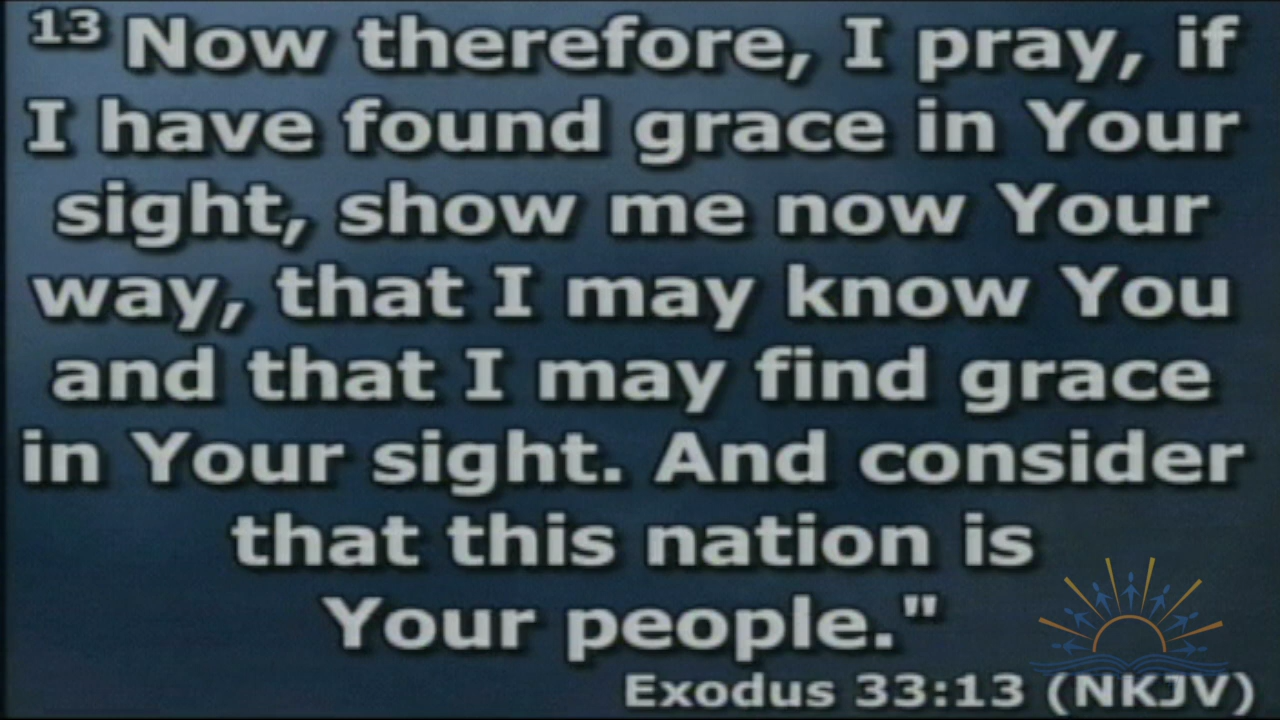 13 Now therefore, I pray, if
I have found grace in Your
sight, show me now Your
way, that I may know You
and that I may find grace
in Your sight. And consider
that this nation is
Your people."
Exodus 33:13 (NKJV)